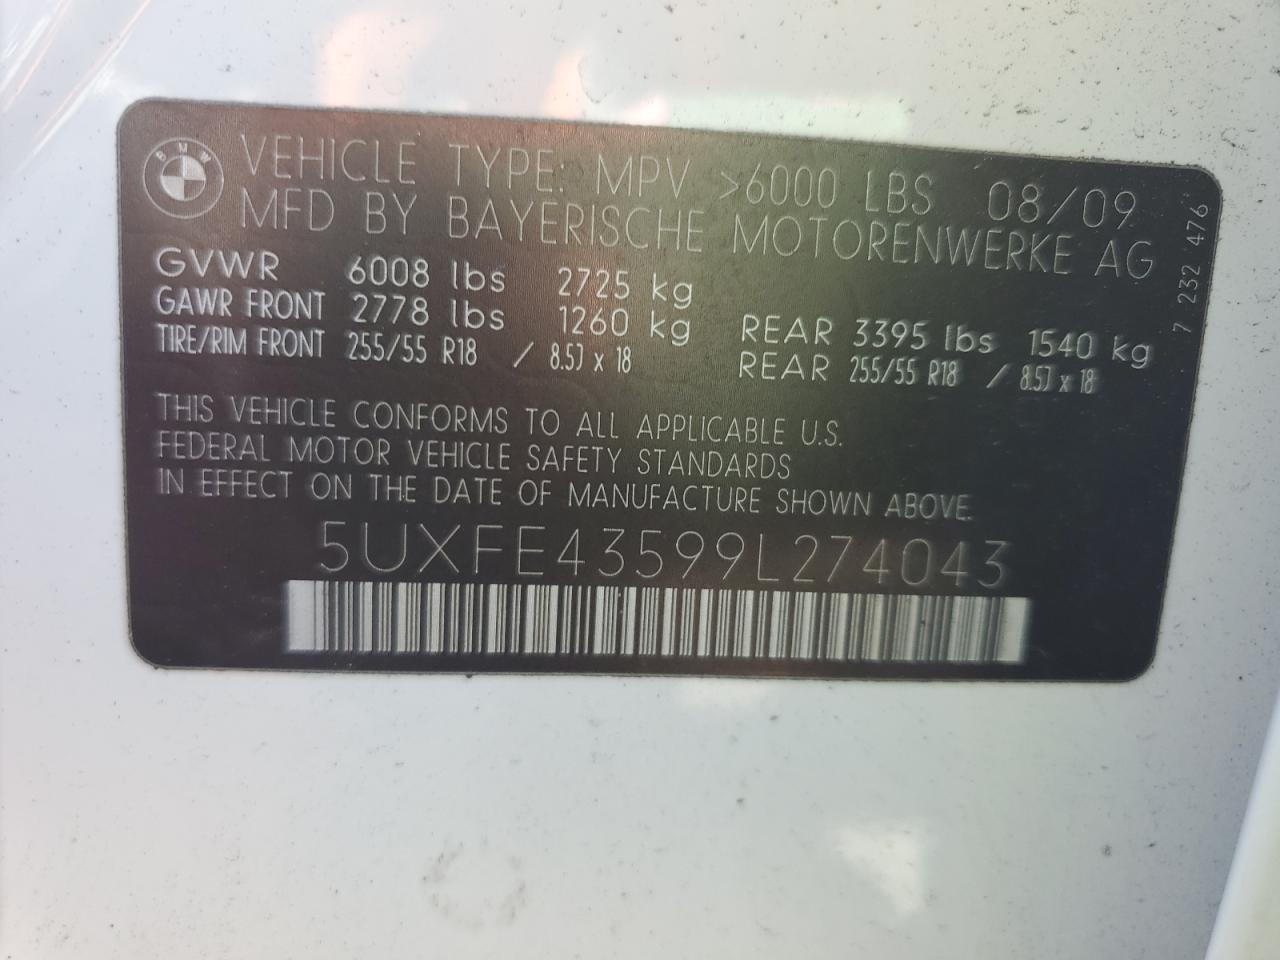 BMW
VEHICLE TYPE: MPV >6000 LBS 08/09
MFD BY BAYERISCHE MOTORENWERKE AG
GVWR 6008 lbs 2725 kg
GAWR FRONT 2778 lbs 1260 kg REAR 3395 lbs 1540 kg
TIRE/RIM FRONT 255/55 R18 / 8.5J x 18 REAR 255/55 R18 / 8.5J x 18
THIS VEHICLE CONFORMS TO ALL APPLICABLE U.S.
FEDERAL MOTOR VEHICLE SAFETY STANDARDS
IN EFFECT ON THE DATE OF MANUFACTURE SHOWN ABOVE.
5UXFE43599L274043
7 232 476